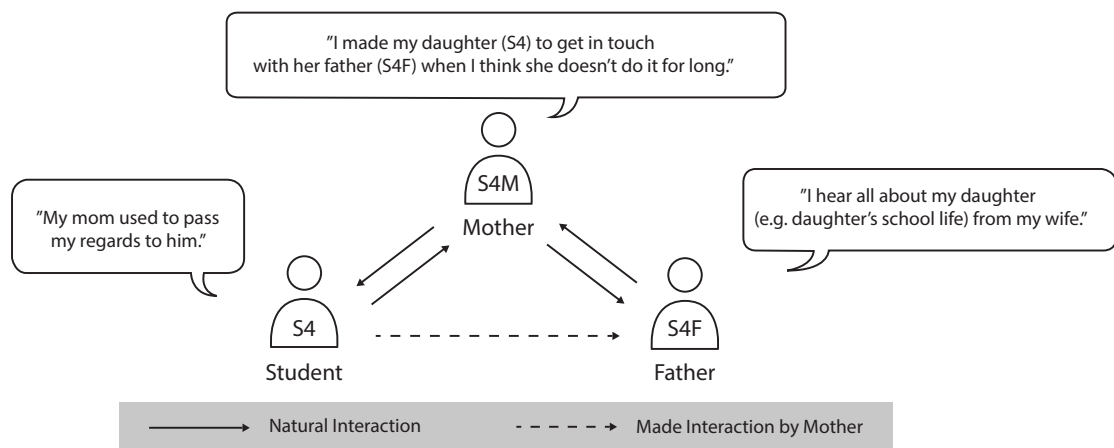 ”I made my daughter (S4) to get in touch
with her father (S4F) when I think she doesn’t do it for long.”
S4M
Mother
”My mom used to pass
my regards to him.”
”I hear all about my daughter
(e.g. daughter’s school life) from my wife.”
S4
Student
S4F
Father
Natural Interaction
Made Interaction by Mother